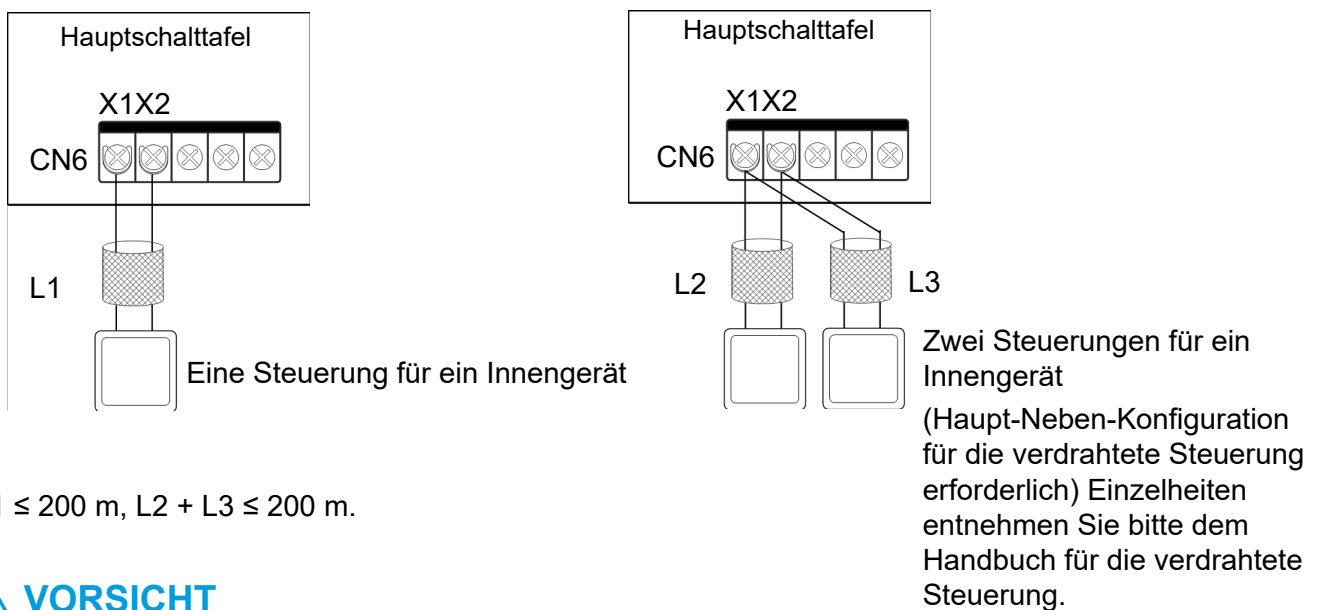 Hauptschalttafel
X1X2
CN6
L1
Eine Steuerung für ein Innengerät
Hauptschalttafel
X1X2
CN6
L2
L3
Zwei Steuerungen für ein
Innengerät
(Haupt-Neben-Konfiguration
für die verdrahtete Steuerung
erforderlich) Einzelheiten
entnehmen Sie bitte dem
Handbuch für die verdrahtete
Steuerung.
≤ 200 m, L2 + L3 ≤ 200 m.
VORSICHT